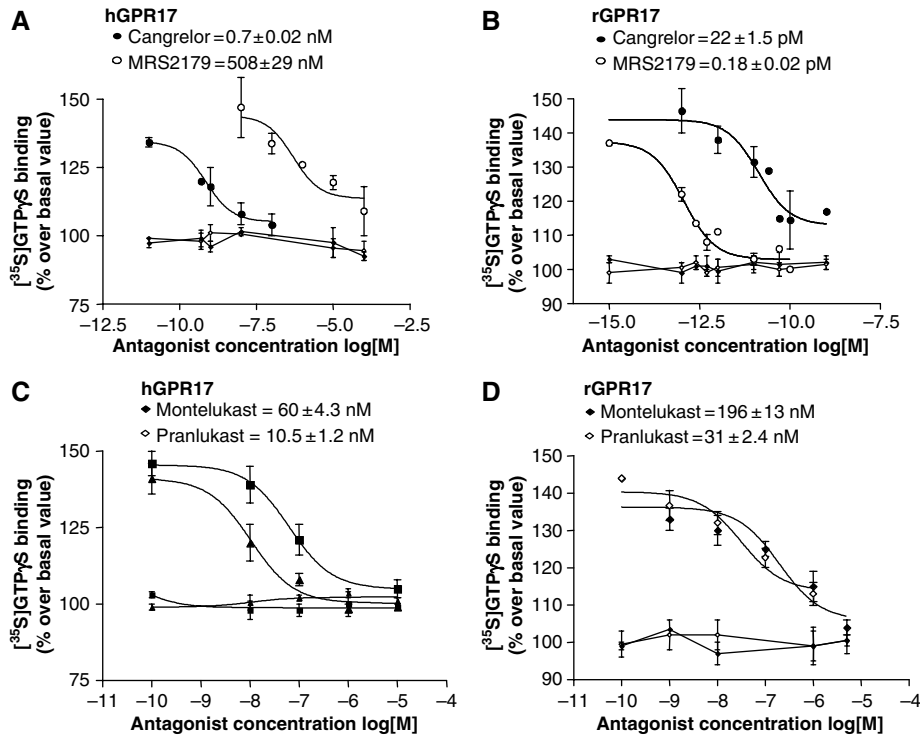 A
hGPR17
Cangrelor=0.7±0.02 nM
MRS2179=508±29 nM
[³⁵S]GTPγS binding
(% over basal value)
150
125
100
75
−12.5 −10.0 −7.5 −5.0 −2.5
Antagonist concentration log[M]
B
rGPR17
Cangrelor=22±1.5 pM
MRS2179=0.18±0.02 pM
[³⁵S]GTPγS binding
(% over basal value)
150
140
130
120
110
100
90
−15.0 −12.5 −10.0 −7.5
Antagonist concentration log[M]
C
hGPR17
Montelukast = 60±4.3 nM
Pranlukast = 10.5±1.2 nM
[³⁵S]GTPγS binding
(% over basal value)
150
125
100
75
−11 −10 −9 −8 −7 −6 −5 −4
Antagonist concentration log[M]
D
rGPR17
Montelukast=196±13 nM
Pranlukast=31±2.4 nM
[³⁵S]GTPγS binding
(% over basal value)
150
140
130
120
110
100
90
−11 −10 −9 −8 −7 −6 −5 −4
Antagonist concentration log[M]